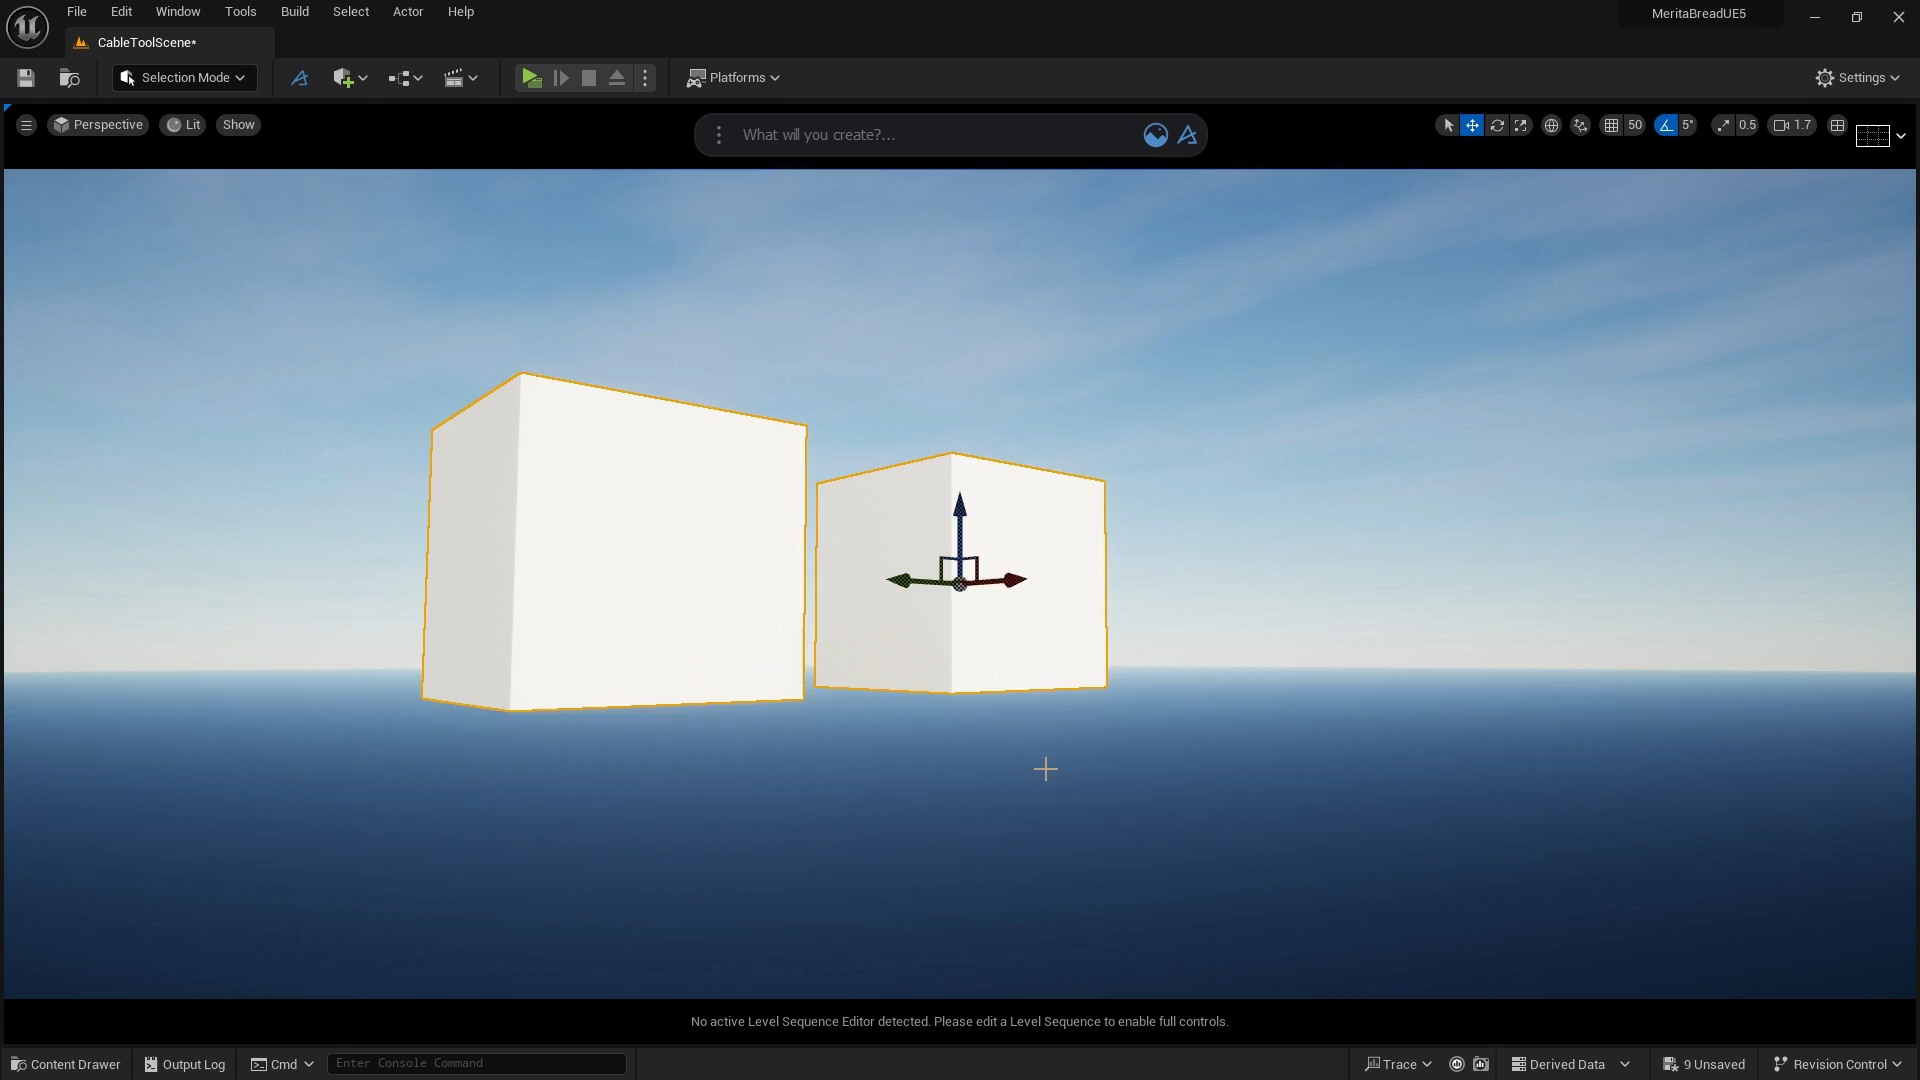 File Edit Window Tools Build Select Actor Help
MeritaBreadUE5
CableToolScene*
Selection Mode
Platforms
Settings
Perspective
Lit
Show
What will you create?...
50
5°
0.5
1.7
No active Level Sequence Editor detected. Please edit a Level Sequence to enable full controls.
Content Drawer
Output Log
Cmd
Enter Console Command
Trace
Derived Data
9 Unsaved
Revision Control